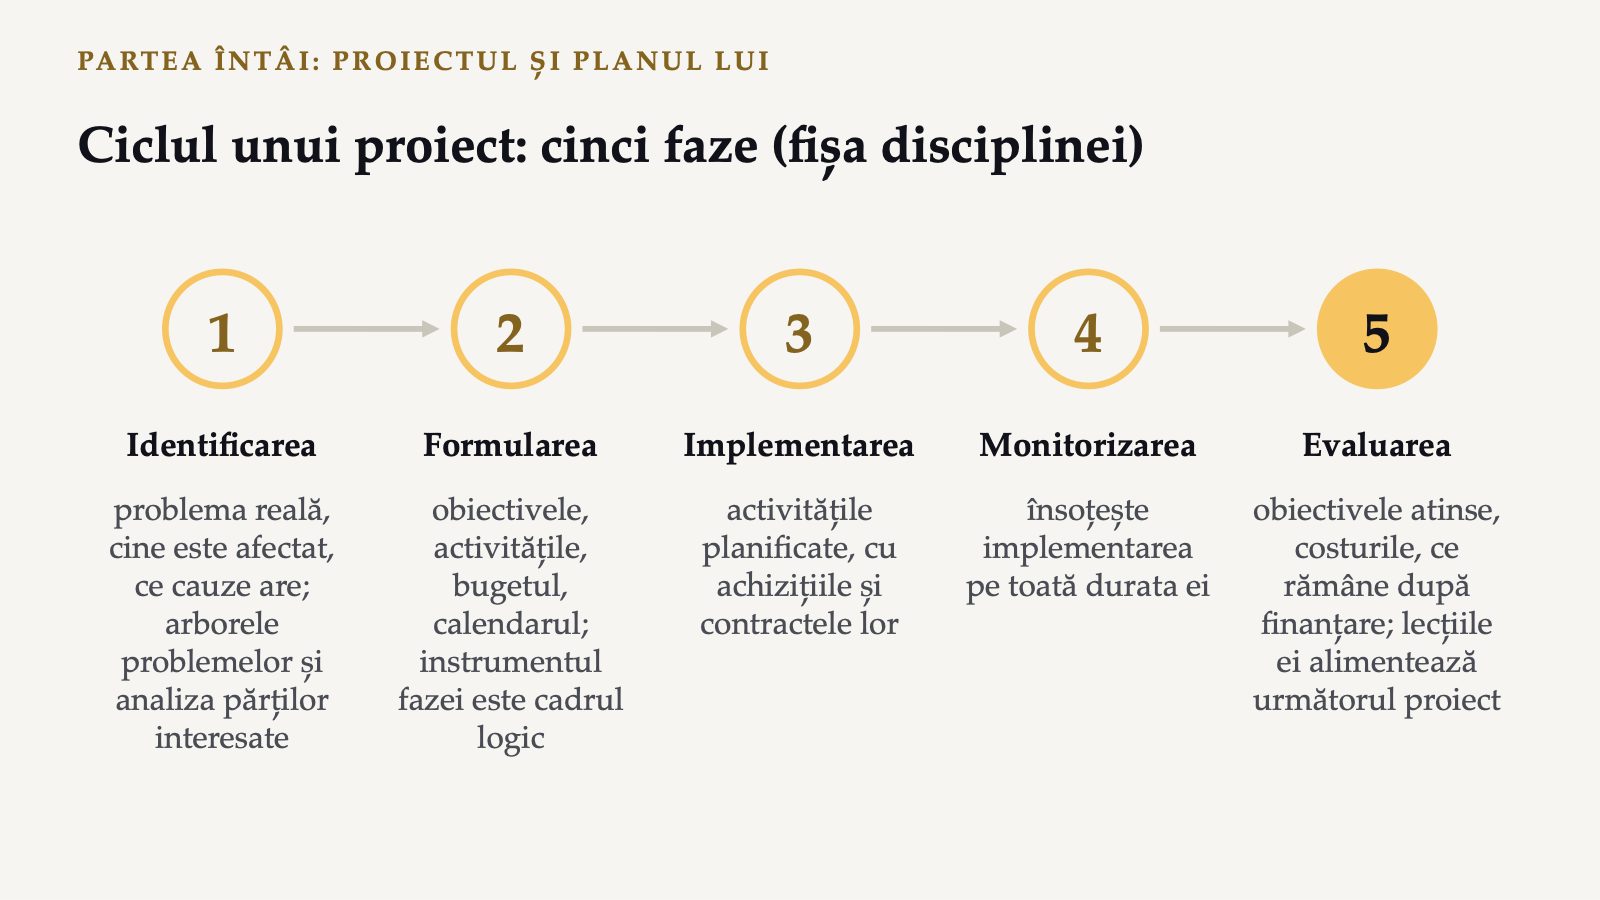 PARTEA ÎNTÂI: PROIECTUL ȘI PLANUL LUI
Ciclul unui proiect: cinci faze (fișa disciplinei)
1
2
3
4
5
Identificarea
problema reală,
cine este afectat,
ce cauze are;
arborele
problemelor și
analiza părților
interesate
Formularea
obiectivele,
activitățile,
bugetul,
calendarul;
instrumentul
fazei este cadrul
logic
Implementarea
activitățile
planificate, cu
achizițiile și
contractele lor
Monitorizarea
însoțește
implementarea
pe toată durata ei
Evaluarea
obiectivele atinse,
costurile, ce
rămâne după
finanțare; lecțiile
ei alimentează
următorul proiect